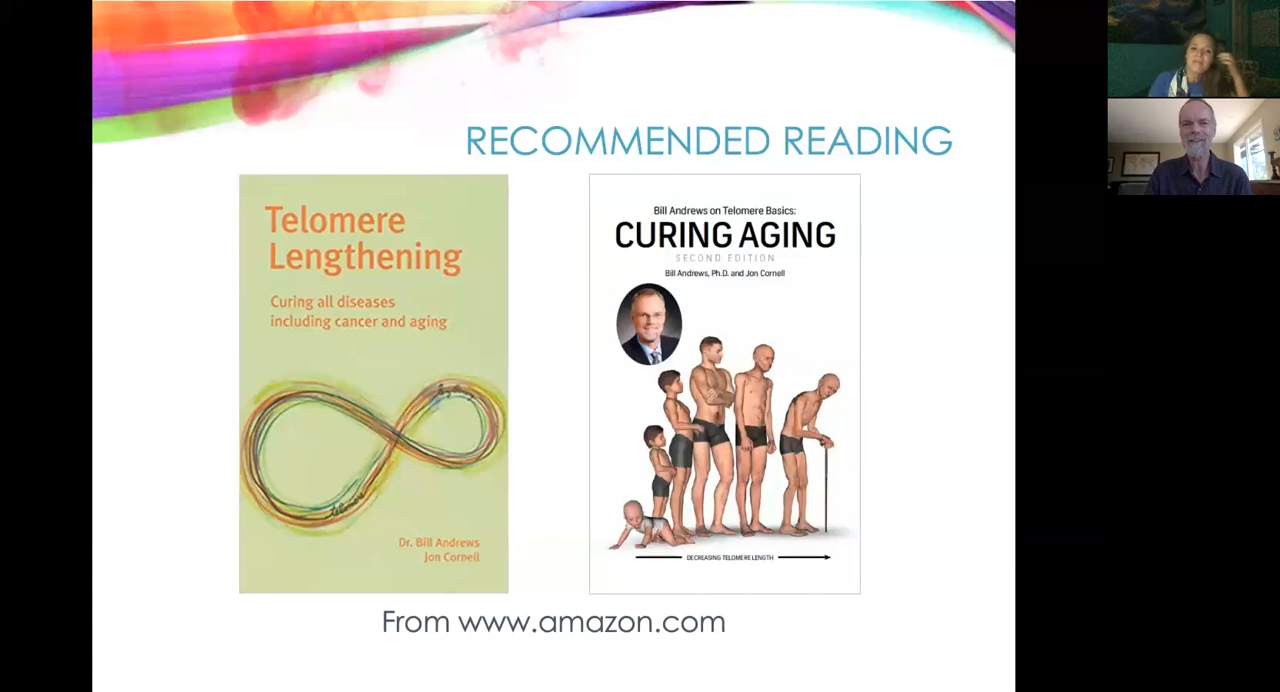 RECOMMENDED READING
Telomere
Lengthening
Curing all diseases
including cancer and aging
telomere
Dr. Bill Andrews
Jon Cornell
Bill Andrews on Telomere Basics:
CURING AGING
SECOND EDITION
Bill Andrews, Ph.D. and Jon Cornell
DECREASING TELOMERE LENGTH
From www.amazon.com